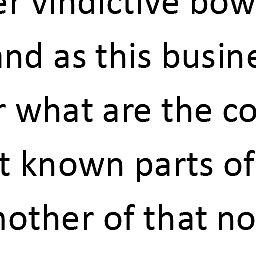 er vindictive bow
and as this busine
r what are the co
t known parts of
nother of that no